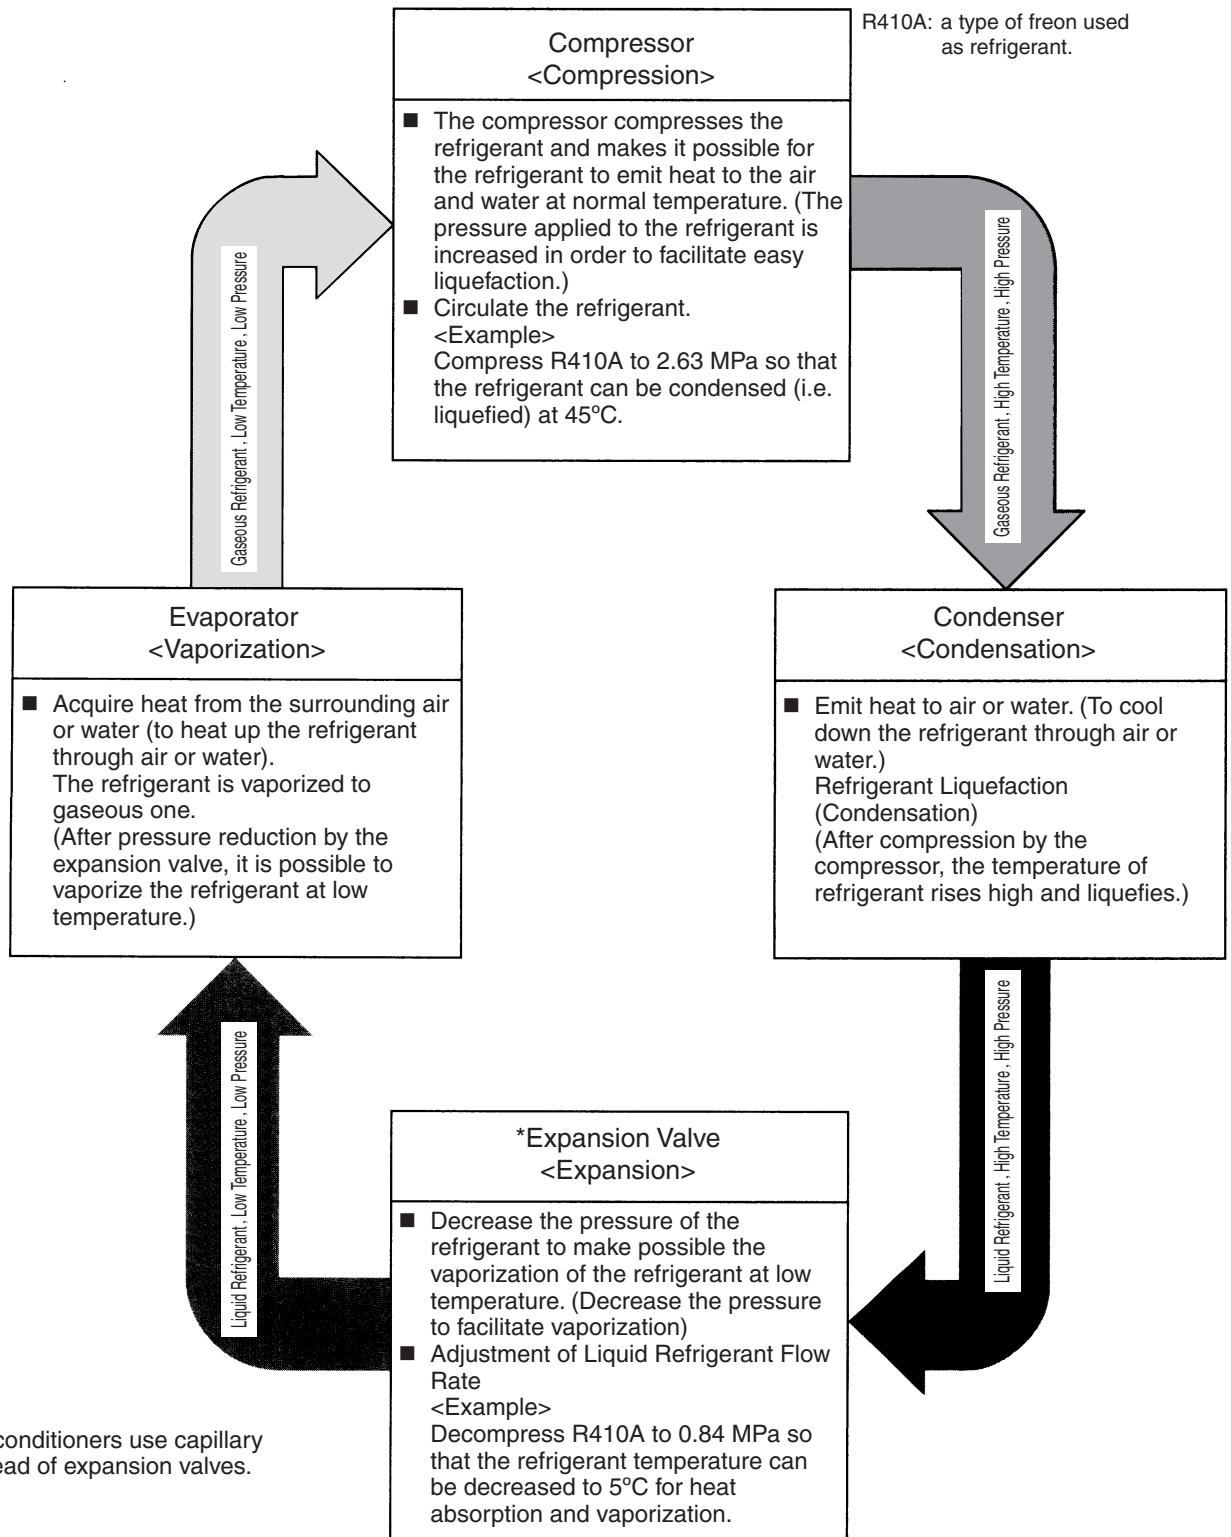 R410A: a type of freon used
as refrigerant.
Compressor
<Compression>
■ The compressor compresses the
refrigerant and makes it possible for
the refrigerant to emit heat to the air
and water at normal temperature. (The
pressure applied to the refrigerant is
increased in order to facilitate easy
liquefaction.)
■ Circulate the refrigerant.
<Example>
Compress R410A to 2.63 MPa so that
the refrigerant can be condensed (i.e.
liquefied) at 45ºC.
Gaseous Refrigerant , High Temperature , High Pressure
Condenser
<Condensation>
■ Emit heat to air or water. (To cool
down the refrigerant through air or
water.)
Refrigerant Liquefaction
(Condensation)
(After compression by the
compressor, the temperature of
refrigerant rises high and liquefies.)
Liquid Refrigerant , High Temperature , High Pressure
*Expansion Valve
<Expansion>
■ Decrease the pressure of the
refrigerant to make possible the
vaporization of the refrigerant at low
temperature. (Decrease the pressure
to facilitate vaporization)
■ Adjustment of Liquid Refrigerant Flow
Rate
<Example>
Decompress R410A to 0.84 MPa so
that the refrigerant temperature can
be decreased to 5ºC for heat
absorption and vaporization.
Liquid Refrigerant , Low Temperature , Low Pressure
Evaporator
<Vaporization>
■ Acquire heat from the surrounding air
or water (to heat up the refrigerant
through air or water).
The refrigerant is vaporized to
gaseous one.
(After pressure reduction by the
expansion valve, it is possible to
vaporize the refrigerant at low
temperature.)
Gaseous Refrigerant , Low Temperature , Low Pressure
conditioners use capillary
of expansion valves.